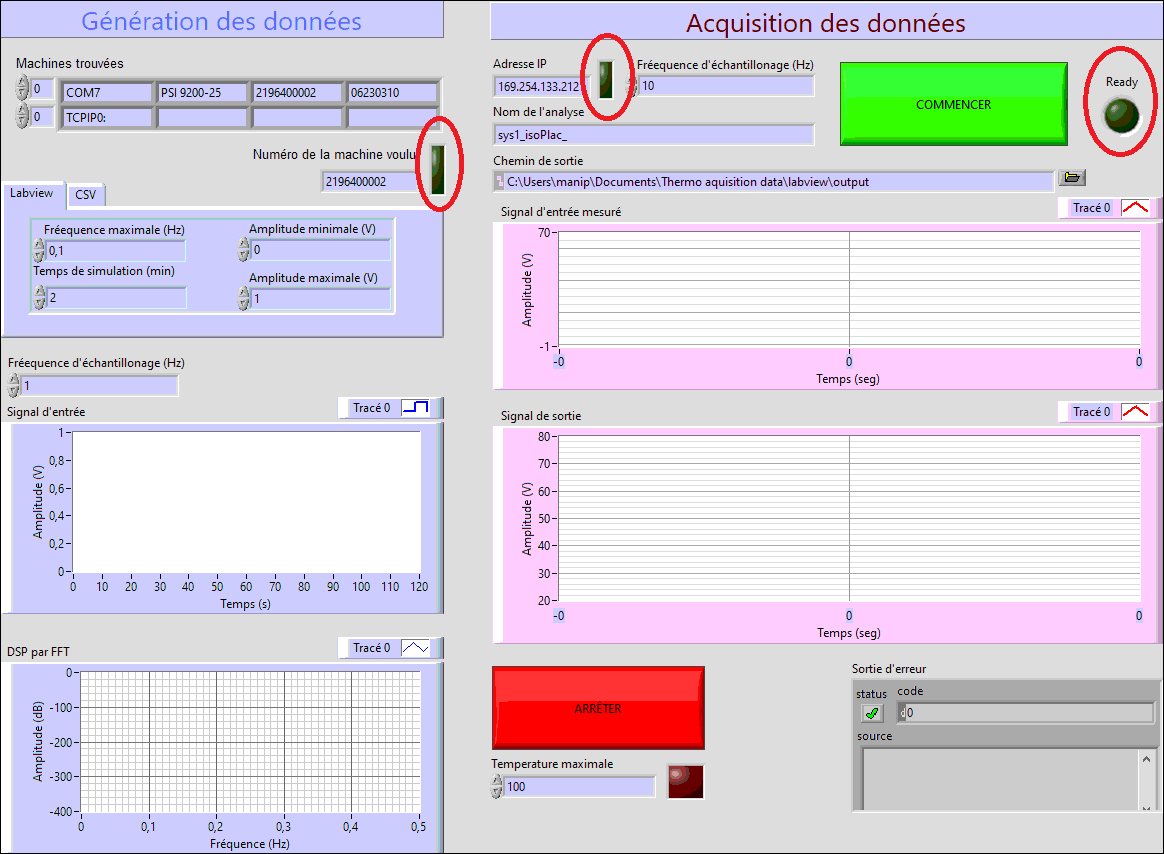 Génération des données
Machines trouvées
0
COM7 PSI 9200-25 2196400002 06230310
0
TCPIP0:
Numéro de la machine voulu
2196400002
Labview CSV
Fréequence maximale (Hz) Amplitude minimale (V)
0,1 0
Temps de simulation (min) Amplitude maximale (V)
2 1
Fréequence d'échantillonage (Hz)
1
Signal d'entrée Tracé 0
1
0,8
0,6
0,4
0,2
0
Amplitude (V)
0 10 20 30 40 50 60 70 80 90 100 110 120
Temps (s)
DSP par FFT Tracé 0
0
-100
-200
-300
-400
Amplitude (dB)
0 0,1 0,2 0,3 0,4 0,5
Fréquence (Hz)
Acquisition des données
Adresse IP Fréequence d'échantillonage (Hz)
169.254.133.212 10
Nom de l'analyse
sys1_isoPlac_
COMMENCER
Ready
Chemin de sortie
C:\Users\manip\Documents\Thermo aquisition data\labview\output
Signal d'entrée mesuré Tracé 0
70
-1
Amplitude (V)
-0 0 0
Temps (seg)
Signal de sortie Tracé 0
80
70
60
50
40
30
20
Amplitude (V)
-0 0 0
Temps (seg)
ARRÊTER
Temperature maximale
100
Sortie d'erreur
status code
d0
source